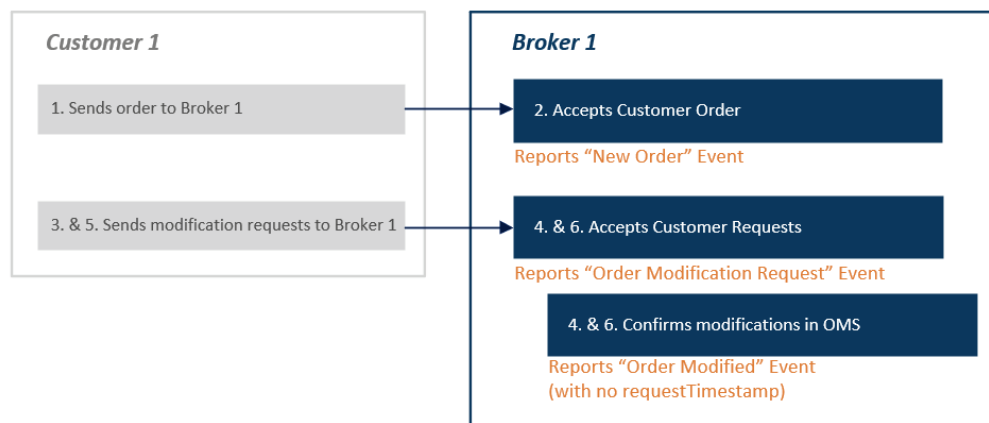 Customer 1
Broker 1
1. Sends order to Broker 1
2. Accepts Customer Order
Reports “New Order” Event
3. & 5. Sends modification requests to Broker 1
4. & 6. Accepts Customer Requests
Reports “Order Modification Request” Event
4. & 6. Confirms modifications in OMS
Reports “Order Modified” Event
(with no requestTimestamp)